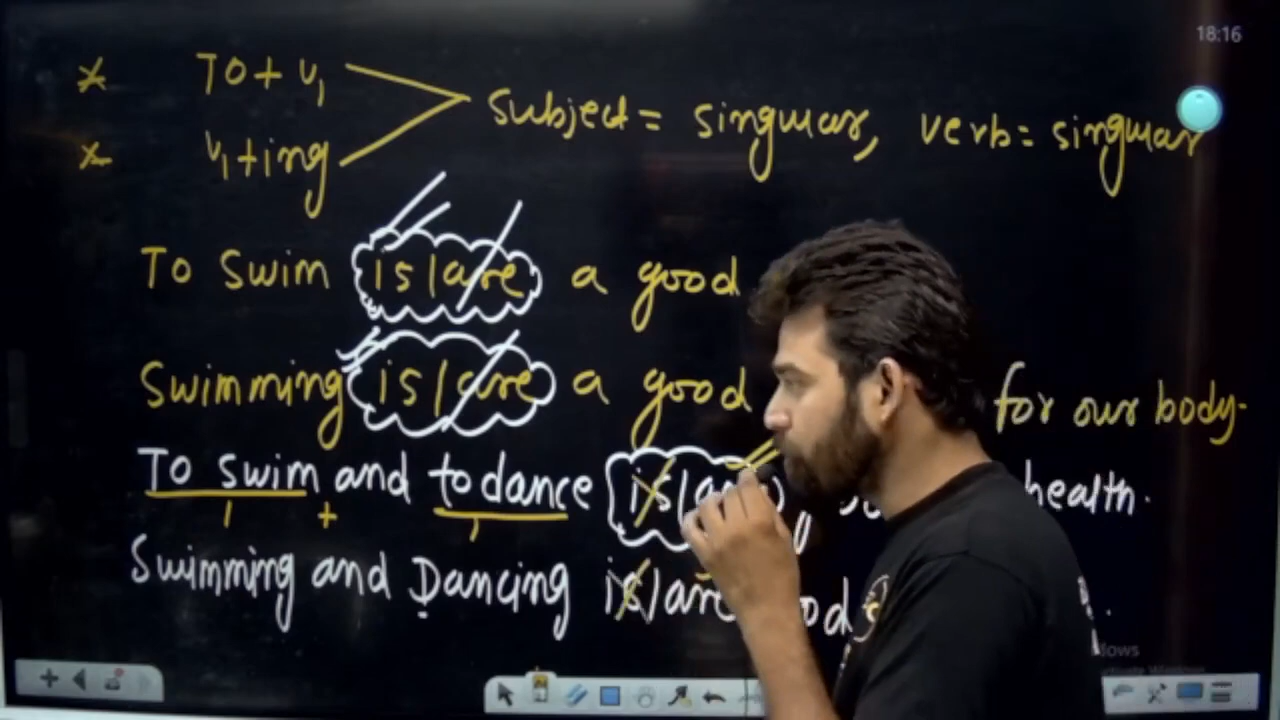 18:16
* To + V1
Subject = singular, verb = singular
* V1+ing
To Swim is/are a good
Swimming is/are a good for our body.
To swim and to dance is/are health.
Swimming and Dancing is/are